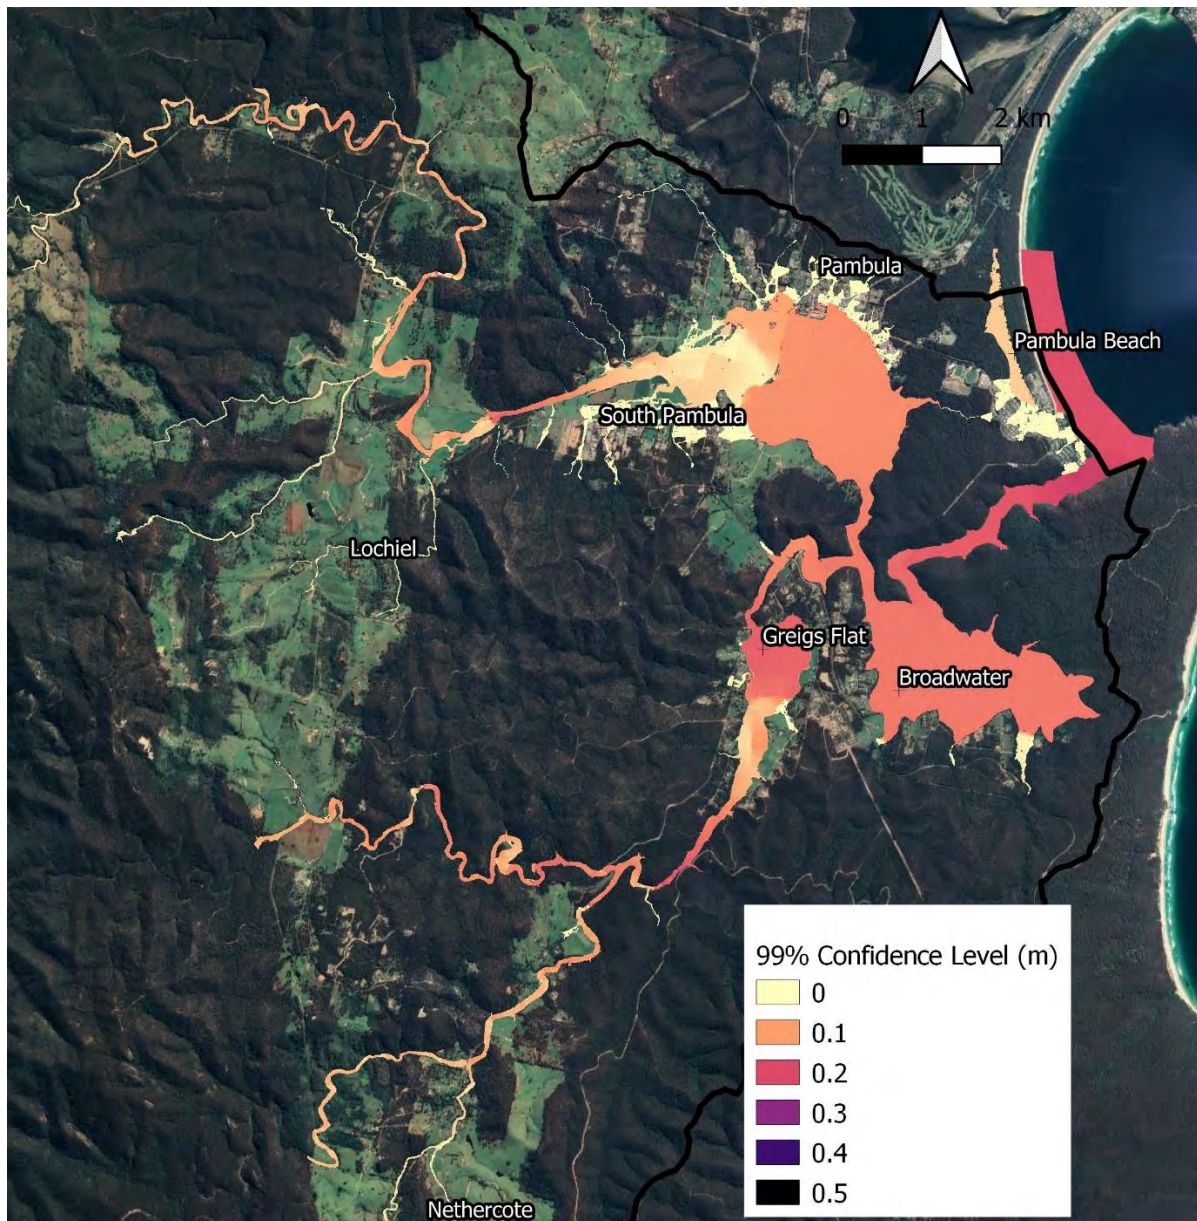 0 1 2 km
Pambula
Pambula Beach
South Pambula
Lochiel
Greigs Flat
Broadwater
99% Confidence Level (m)
0
0.1
0.2
0.3
0.4
0.5
Nethercote